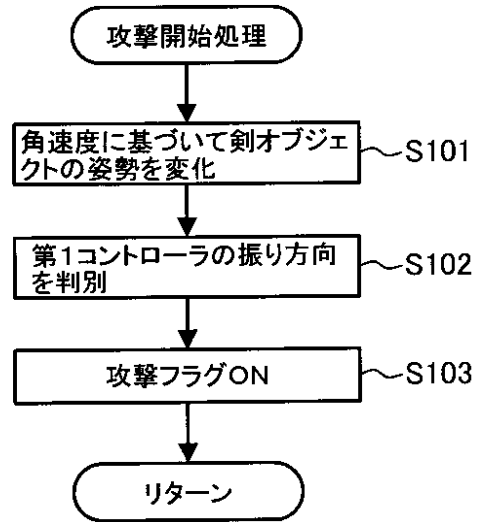 攻撃開始処理
角速度に基づいて剣オブジェ
クトの姿勢を変化
S101
第1コントローラの振り方向
を判別
S102
攻撃フラグON
S103
リターン